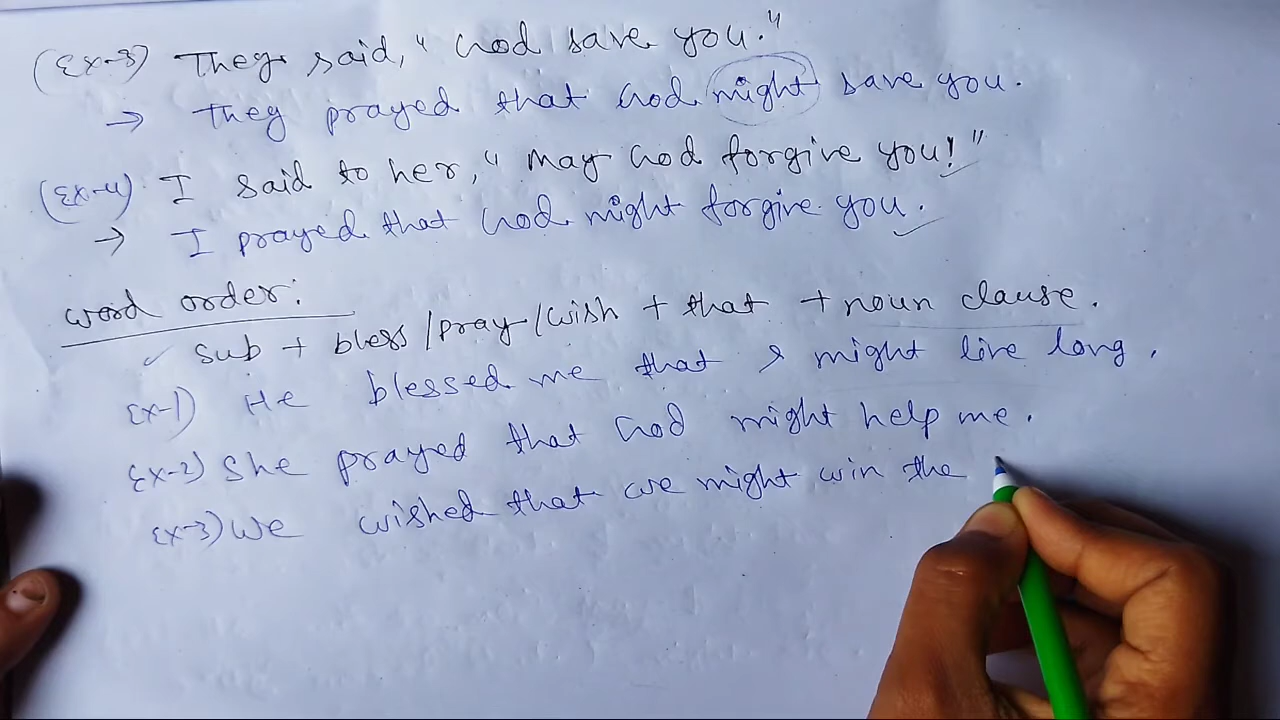 (Ex-3) They said, "God save you."
→ They prayed that God might save you.
(Ex-4) I said to her, "May God forgive you!"
→ I prayed that God might forgive you.
word order:
Sub + bless/pray/wish + that + noun clause.
Ex-1) He blessed me that I might live long.
Ex-2) She prayed that God might help me.
Ex-3) We wished that we might win the